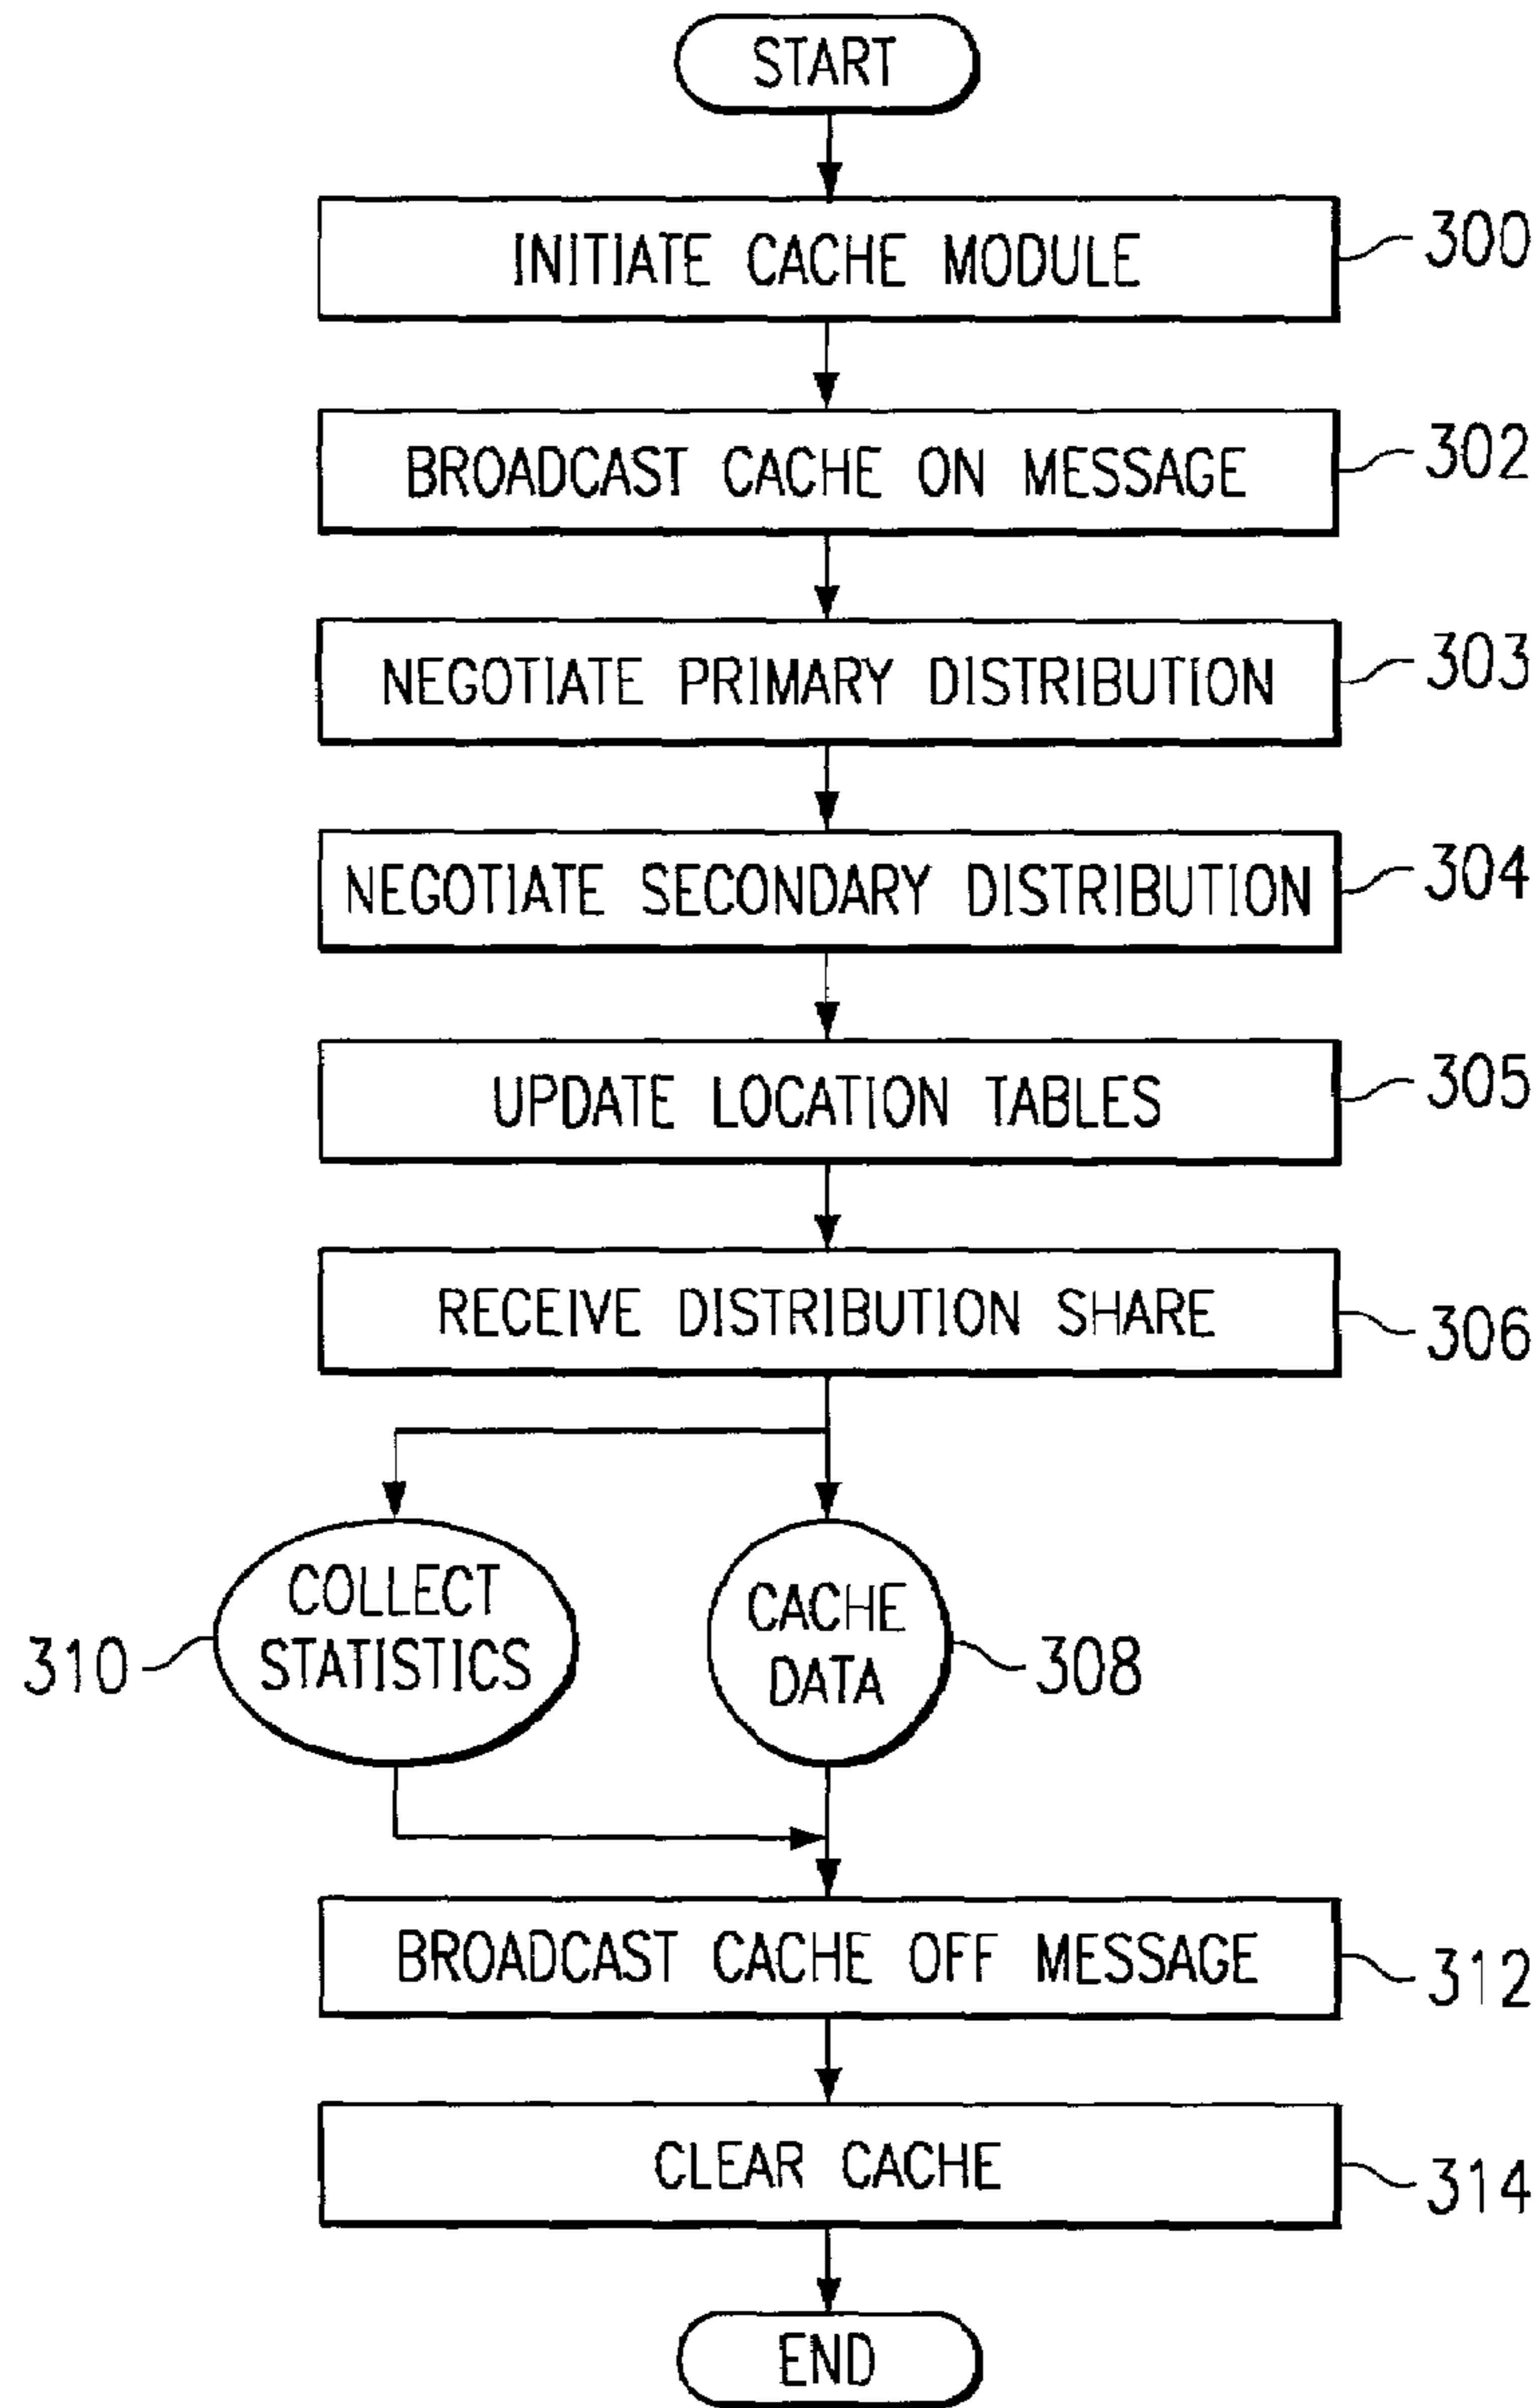 START
INITIATE CACHE MODULE
300
BROADCAST CACHE ON MESSAGE
302
NEGOTIATE PRIMARY DISTRIBUTION
303
NEGOTIATE SECONDARY DISTRIBUTION
304
UPDATE LOCATION TABLES
305
RECEIVE DISTRIBUTION SHARE
306
310
COLLECT
STATISTICS
CACHE
DATA
308
BROADCAST CACHE OFF MESSAGE
312
CLEAR CACHE
314
END